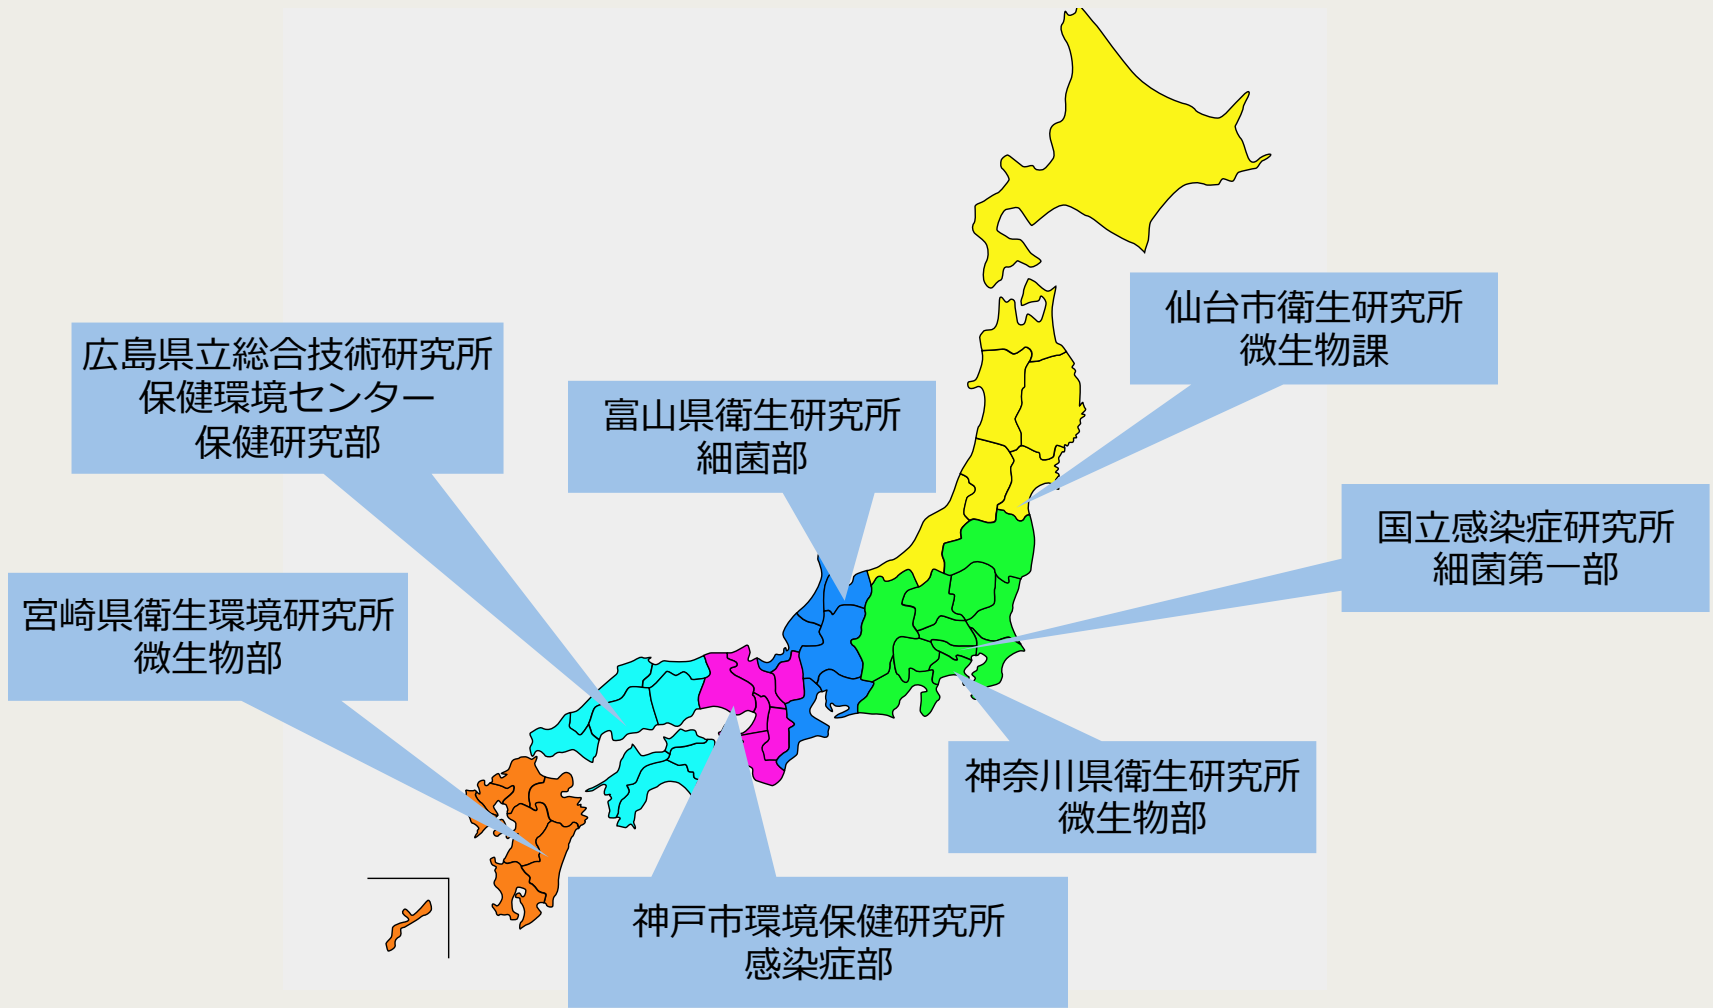 仙台市衛生研究所
微生物課
広島県立総合技術研究所
保健環境センター
保健研究部
富山県衛生研究所
細菌部
国立感染症研究所
細菌第一部
宮崎県衛生環境研究所
微生物部
神奈川県衛生研究所
微生物部
神戸市環境保健研究所
感染症部